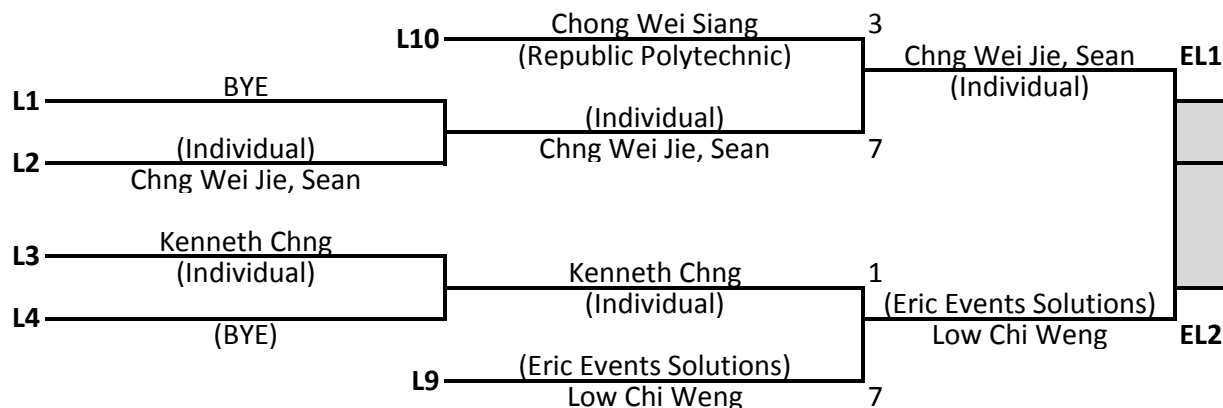 Chong Wei Siang 3
L10
(Republic Polytechnic)
Chng Wei Jie, Sean EL1
(Individual)
BYE
L1
(Individual)
(Individual)
L2
Chng Wei Jie, Sean 7
Chng Wei Jie, Sean
Kenneth Chng
L3
(Individual)
Kenneth Chng 1
(Individual)
L4
(BYE)
(Eric Events Solutions)
Low Chi Weng EL2
(Eric Events Solutions)
L9
Low Chi Weng 7